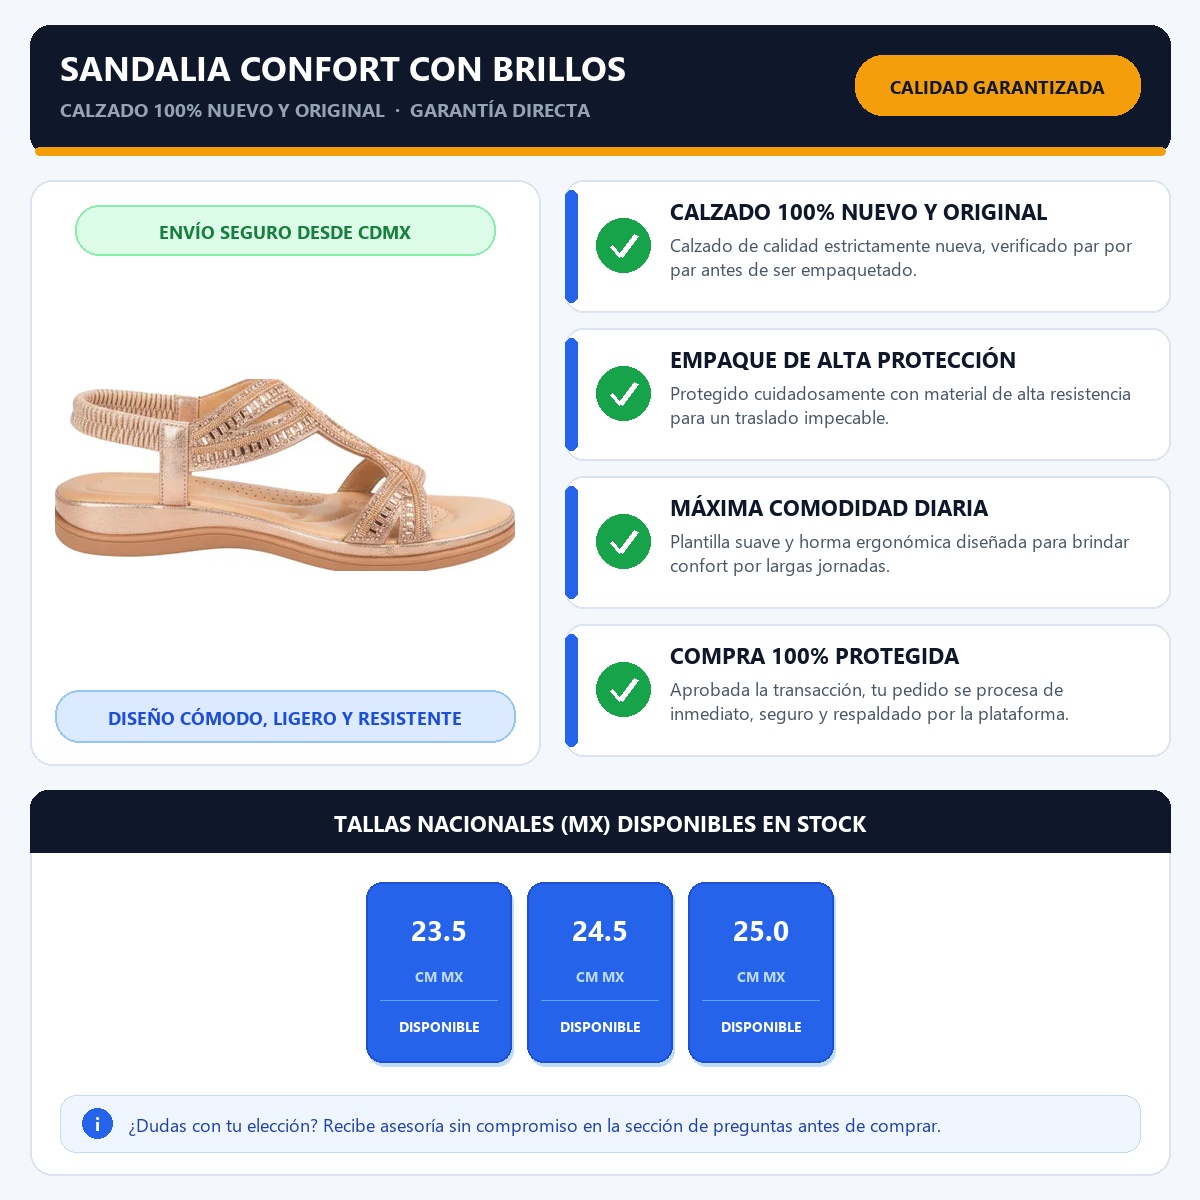 SANDALIA CONFORT CON BRILLOS
CALZADO 100% NUEVO Y ORIGINAL · GARANTÍA DIRECTA
CALIDAD GARANTIZADA
ENVÍO SEGURO DESDE CDMX
DISEÑO CÓMODO, LIGERO Y RESISTENTE
CALZADO 100% NUEVO Y ORIGINAL
Calzado de calidad estrictamente nueva, verificado par por
par antes de ser empaquetado.
EMPAQUE DE ALTA PROTECCIÓN
Protegido cuidadosamente con material de alta resistencia
para un traslado impecable.
MÁXIMA COMODIDAD DIARIA
Plantilla suave y horma ergonómica diseñada para brindar
confort por largas jornadas.
COMPRA 100% PROTEGIDA
Aprobada la transacción, tu pedido se procesa de
inmediato, seguro y respaldado por la plataforma.
TALLAS NACIONALES (MX) DISPONIBLES EN STOCK
23.5
CM MX
DISPONIBLE
24.5
CM MX
DISPONIBLE
25.0
CM MX
DISPONIBLE
¿Dudas con tu elección? Recibe asesoría sin compromiso en la sección de preguntas antes de comprar.